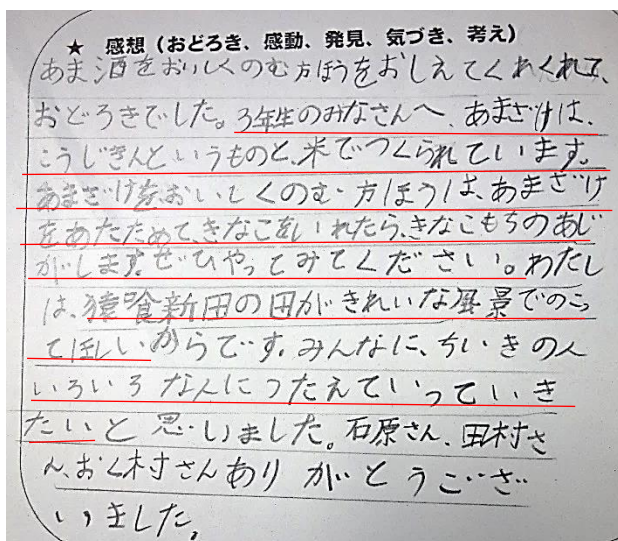 ★ 感想（おどろき、感動、発見、気づき、考え）
あま酒をおいしくのむ方ほうをおしえてくれくれて、
おどろきでした。3年生のみなさんへ、あまざけは、
こうじきんというものと、米でつくられています。
あまざけを、おいしくのむ方ほうは、あまざけ
をあたためて、きなこをいれたら、きなこもちのあじ
がします。ぜひやってみてください。わたし
は、猿喰新田の田がきれいな風景でのこっ
てほしいからです。みんなに、ちいきの人
いろいろな人につたえていっていき
たいと思いました。石原さん、田村さ
ん、おく村さんありがとうござ
いました。